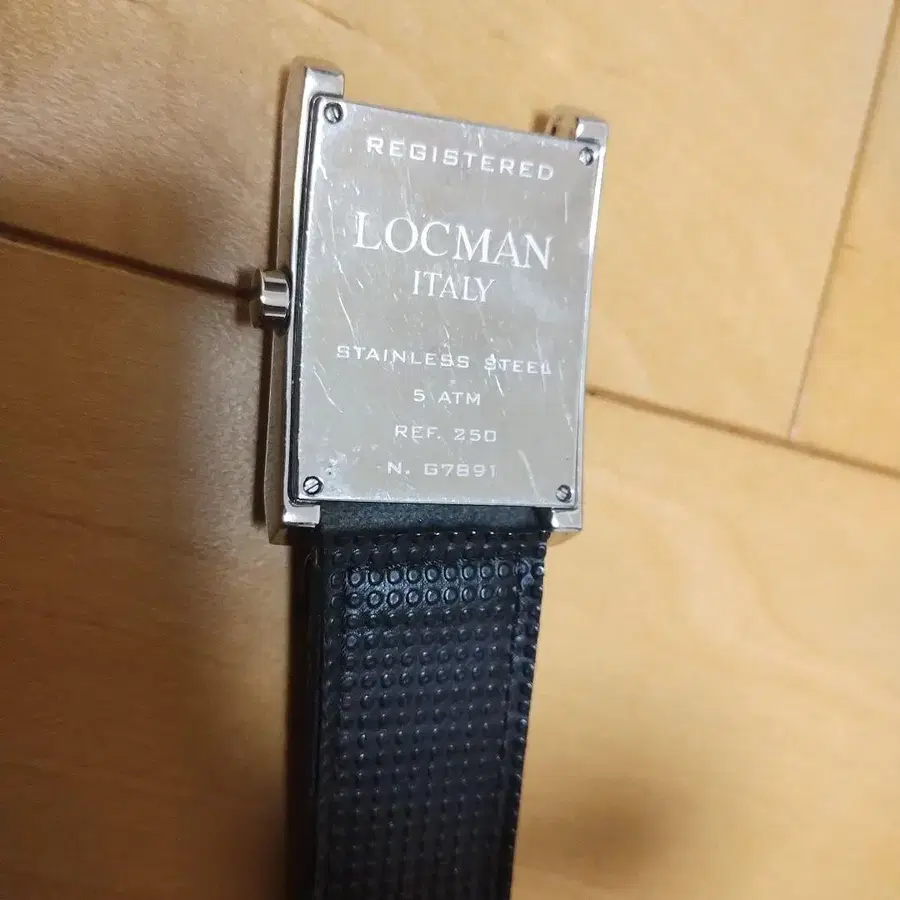 REGISTERED
LOCMAN
ITALY
STAINLESS STEEL
5 ATM
REF. 250
N. G7891